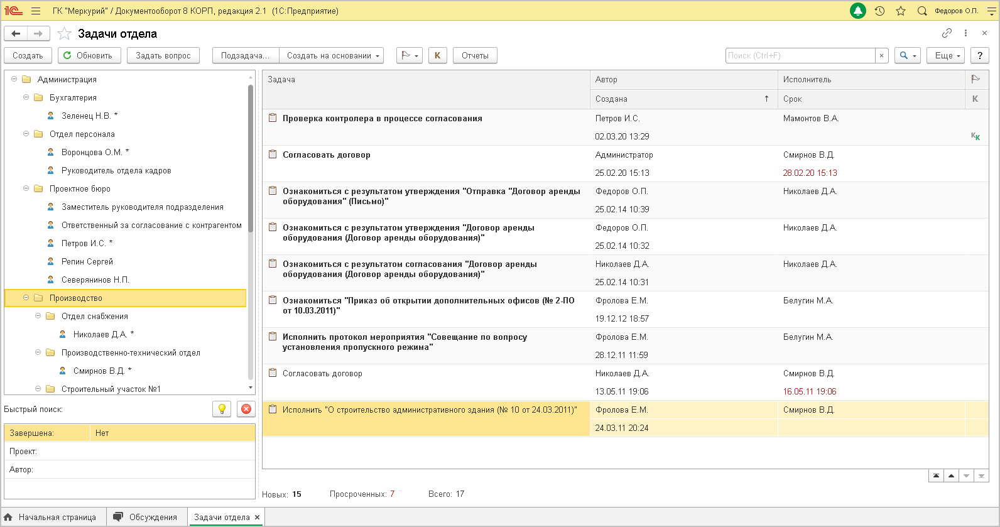 1С ГК "Меркурий" / Документооборот 8 КОРП, редакция 2.1 (1С:Предприятие) Федоров О.П.
Задачи отдела
Создать Обновить Задать вопрос Подзадача... Создать на основании К Отчеты Поиск (Ctrl+F) × Еще ?
Администрация
Бухгалтерия
Зеленец Н.В. *
Отдел персонала
Воронцова О.М. *
Руководитель отдела кадров
Проектное бюро
Заместитель руководителя подразделения
Ответственный за согласование с контрагентом
Петров И.С. *
Репин Сергей
Северянинов Н.П.
Производство
Отдел снабжения
Николаев Д.А. *
Производственно-технический отдел
Смирнов В.Д. *
Строительный участок №1
Быстрый поиск:
Завершена: Нет
Проект:
Автор:
Задача Автор Исполнитель
Создана ↑ Срок К
Проверка контролера в процессе согласования Петров И.С. Мамонтов В.А.
02.03.20 13:29 КК
Согласовать договор Администратор Смирнов В.Д.
25.02.20 15:13 28.02.20 15:13
Ознакомиться с результатом утверждения "Отправка "Договор аренды Федоров О.П. Николаев Д.А.
оборудования" (Письмо)"
25.02.14 10:39
Ознакомиться с результатом утверждения "Договор аренды Федоров О.П. Николаев Д.А.
оборудования (Договор аренды оборудования)"
25.02.14 10:32
Ознакомиться с результатом согласования "Договор аренды Николаев Д.А. Николаев Д.А.
оборудования (Договор аренды оборудования)"
25.02.14 10:31
Ознакомиться "Приказ об открытии дополнительных офисов (№ 2-ПО Фролова Е.М. Белугин М.А.
от 10.03.2011)"
19.12.12 18:57
Исполнить протокол мероприятия "Совещание по вопросу Фролова Е.М. Белугин М.А.
установления пропускного режима"
28.12.11 11:59
Согласовать договор Николаев Д.А. Смирнов В.Д.
13.05.11 19:06 16.05.11 19:06
Исполнить "О строительство административного здания (№ 10 от 24.03.2011)" Фролова Е.М. Смирнов В.Д.
24.03.11 20:24
Новых: 15 Просроченных: 7 Всего: 17
Начальная страница Обсуждения Задачи отдела ×